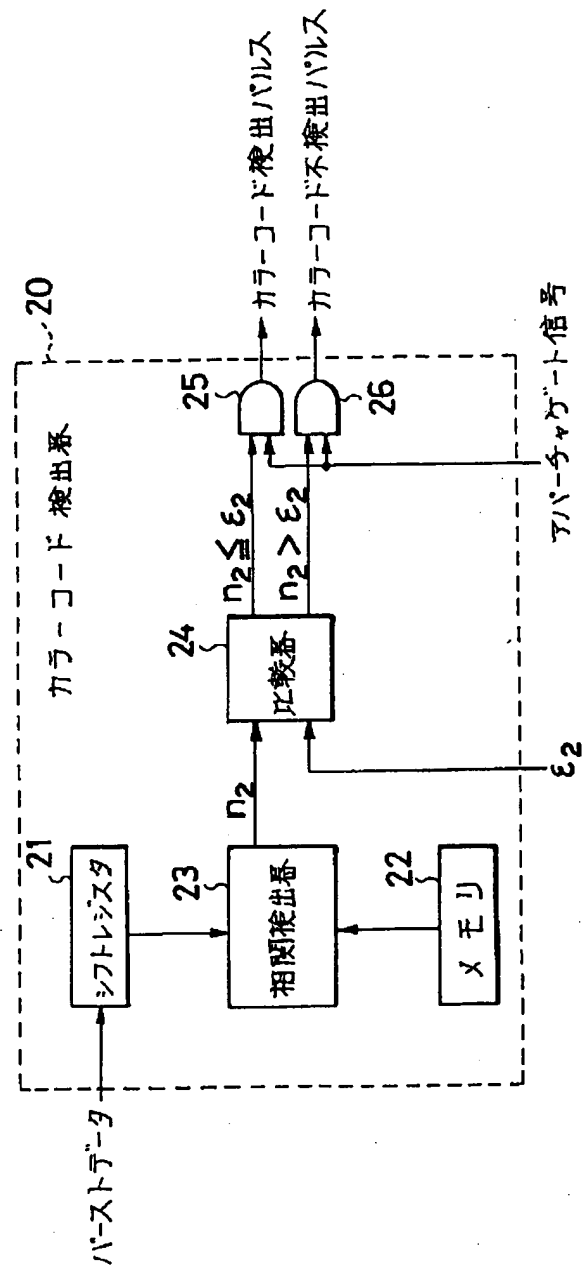 カラーコード検出器
20
バーストデータ
21
シフトレジスタ
23
相関検出器
22
メモリ
n₂
24
比較器
ε₂
n₂ ≦ ε₂
n₂ > ε₂
25
26
カラーコード検出パルス
カラーコード不検出パルス
アパーチャゲート信号